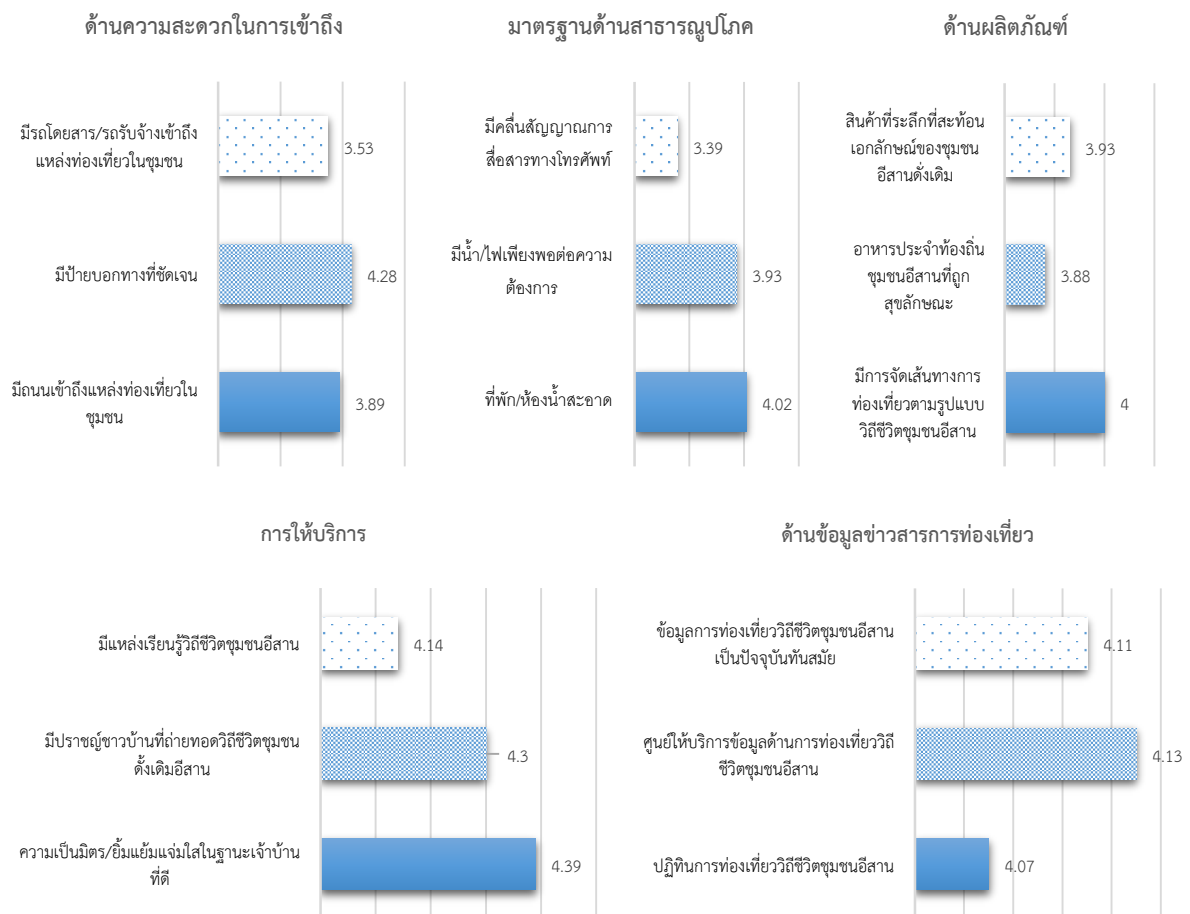 ด้านความสะดวกในการเข้าถึง
มีรถโดยสาร/รถรับจ้างเข้าถึง
แหล่งท่องเที่ยวในชุมชน
3.53
มีป้ายบอกทางที่ชัดเจน
4.28
มีถนนเข้าถึงแหล่งท่องเที่ยวใน
ชุมชน
3.89
มาตรฐานด้านสาธารณูปโภค
มีคลื่นสัญญาณการ
สื่อสารทางโทรศัพท์
3.39
มีน้ำ/ไฟเพียงพอต่อความ
ต้องการ
3.93
ที่พัก/ห้องน้ำสะอาด
4.02
ด้านผลิตภัณฑ์
สินค้าที่ระลึกที่สะท้อน
เอกลักษณ์ของชุมชน
อีสานดั่งเดิม
3.93
อาหารประจำท้องถิ่น
ชุมชนอีสานที่ถูก
สุขลักษณะ
3.88
มีการจัดเส้นทางการ
ท่องเที่ยวตามรูปแบบ
วิถีชีวิตชุมชนอีสาน
4
การให้บริการ
มีแหล่งเรียนรู้วิถีชีวิตชุมชนอีสาน
4.14
มีปราชญ์ชาวบ้านที่ถ่ายทอดวิถีชีวิตชุมชน
ดั้งเดิมอีสาน
4.3
ความเป็นมิตร/ยิ้มแย้มแจ่มใสในฐานะเจ้าบ้าน
ที่ดี
4.39
ด้านข้อมูลข่าวสารการท่องเที่ยว
ข้อมูลการท่องเที่ยววิถีชีวิตชุมชนอีสาน
เป็นปัจจุบันทันสมัย
4.11
ศูนย์ให้บริการข้อมูลด้านการท่องเที่ยววิถี
ชีวิตชุมชนอีสาน
4.13
ปฏิทินการท่องเที่ยววิถีชีวิตชุมชนอีสาน
4.07